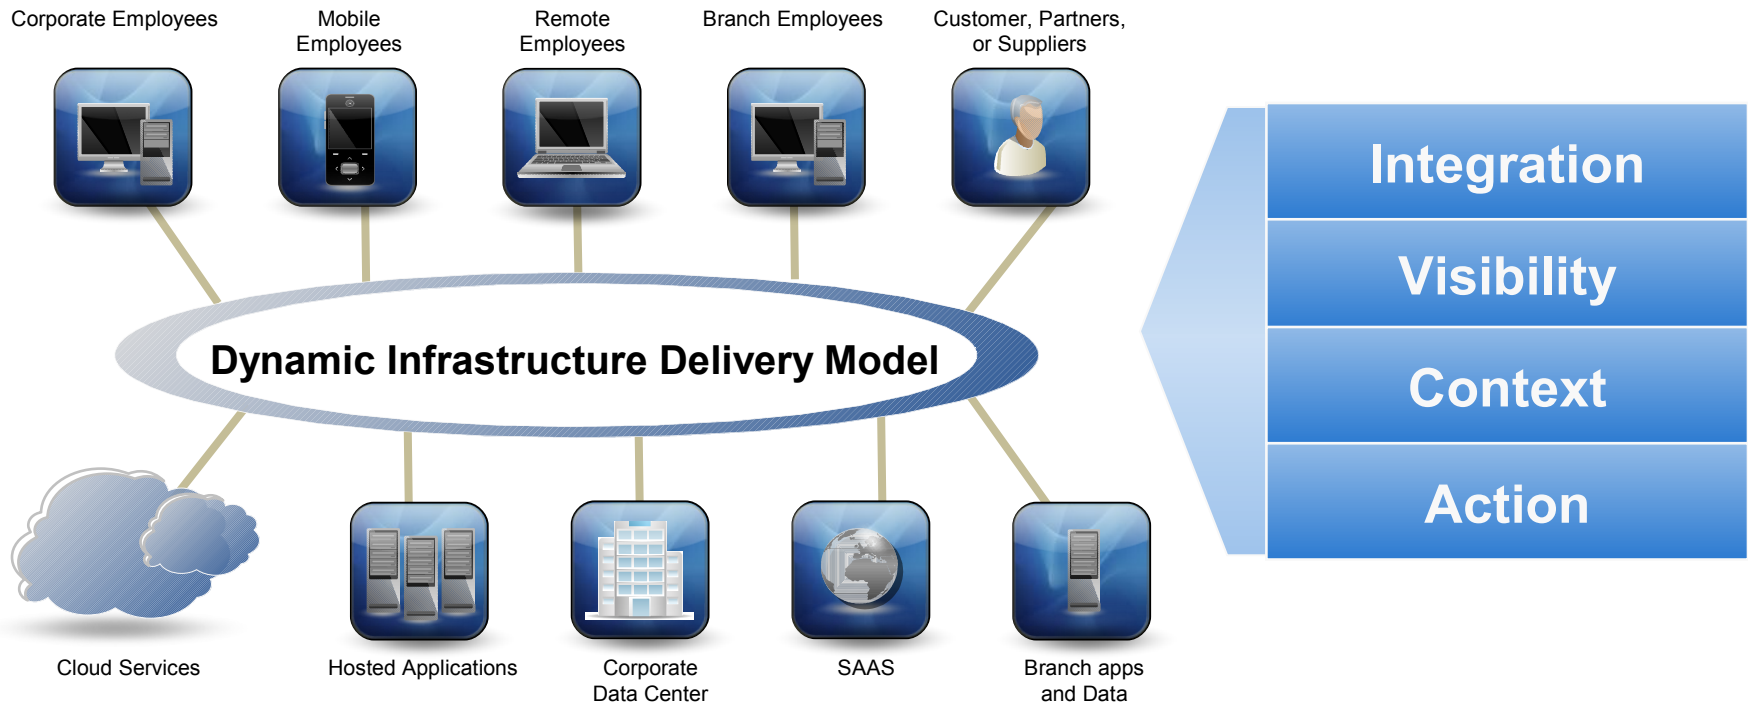 Corporate Employees
Mobile
Employees
Remote
Employees
Branch Employees
Customer, Partners,
or Suppliers
Dynamic Infrastructure Delivery Model
Cloud Services
Hosted Applications
Corporate
Data Center
SAAS
Branch apps
and Data
Integration
Visibility
Context
Action